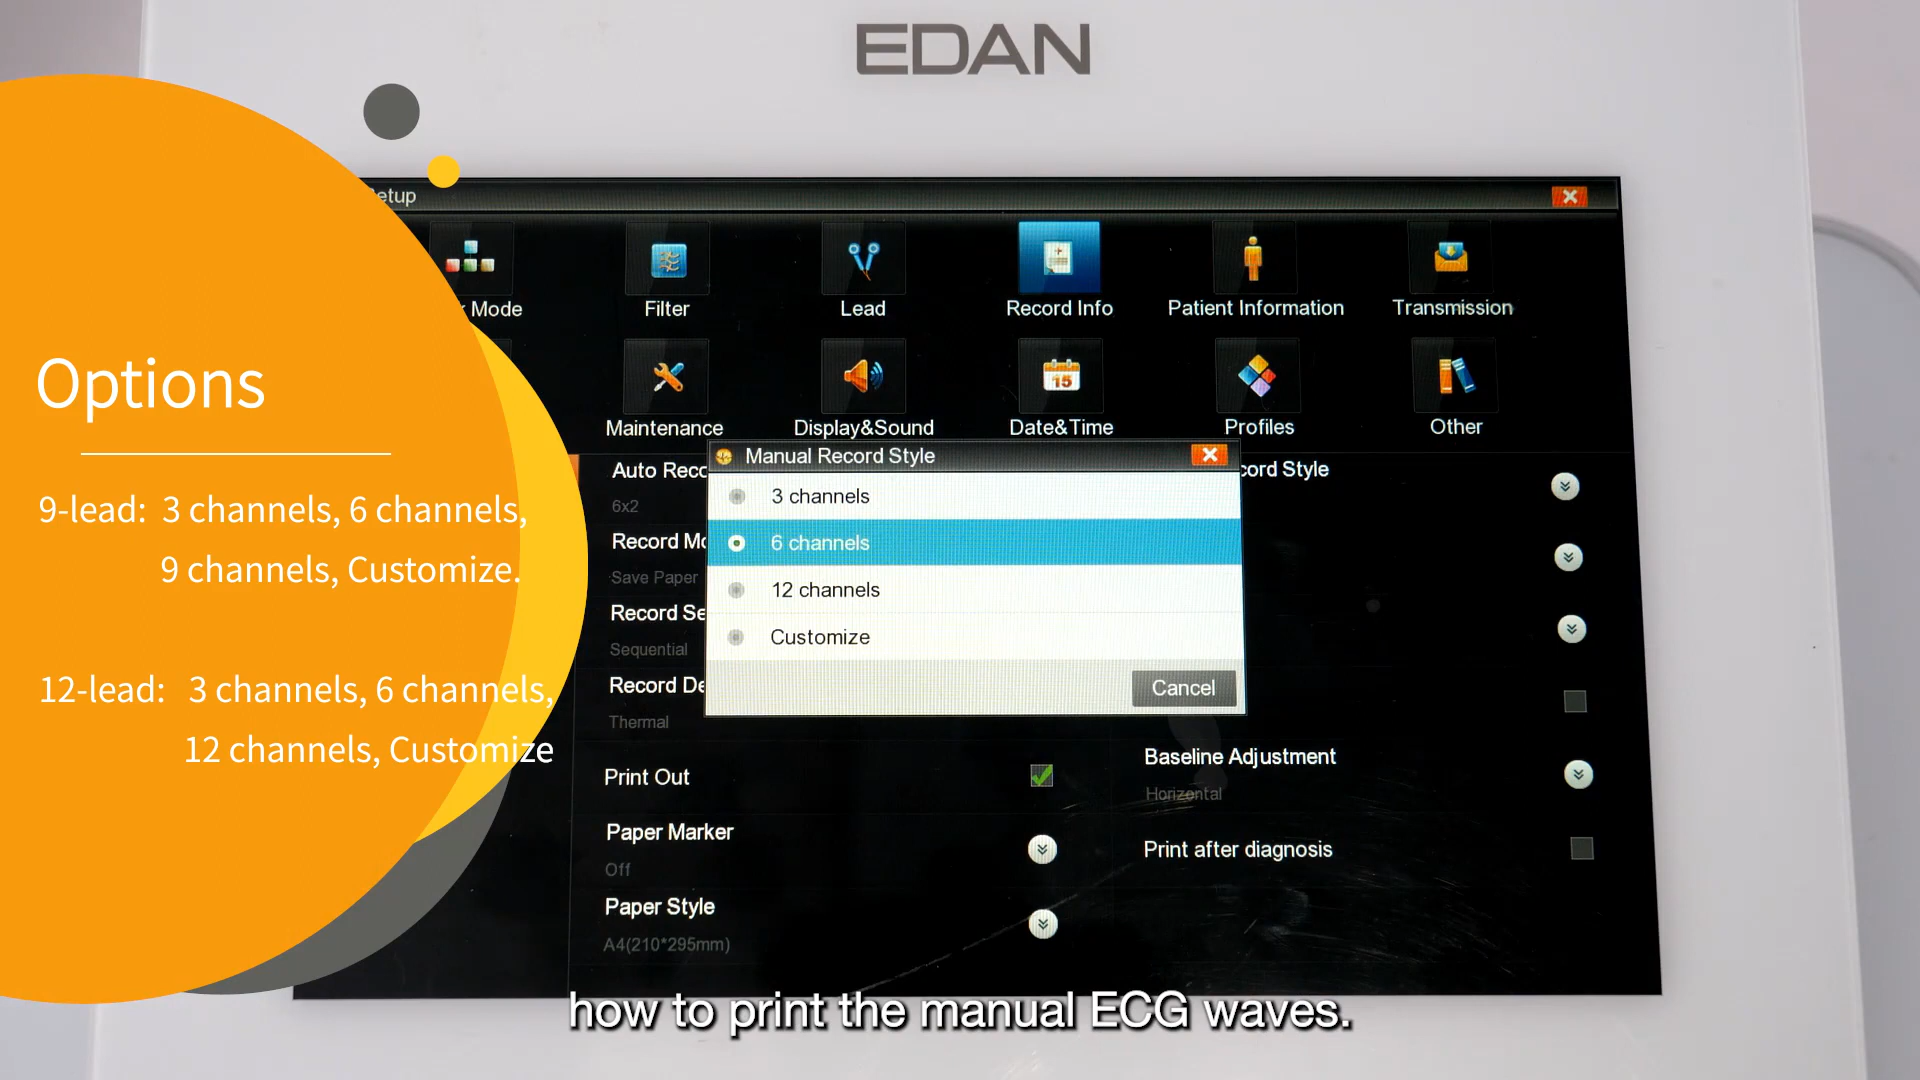 EDAN
etup
Mode
Filter
Lead
Record Info
Patient Information
Transmission
15
Maintenance
Display&Sound
Date&Time
Profiles
Other
Options
9-lead: 3 channels, 6 channels,
9 channels, Customize.
12-lead: 3 channels, 6 channels,
12 channels, Customize
Manual Record Style
3 channels
6 channels
12 channels
Customize
Cancel
Auto Reco
6x2
Record Mo
Save Paper
Record Se
Sequential
Record De
Thermal
Print Out
Paper Marker
Off
Paper Style
A4(210*295mm)
cord Style
Baseline Adjustment
Horizontal
Print after diagnosis
how to print the manual ECG waves.